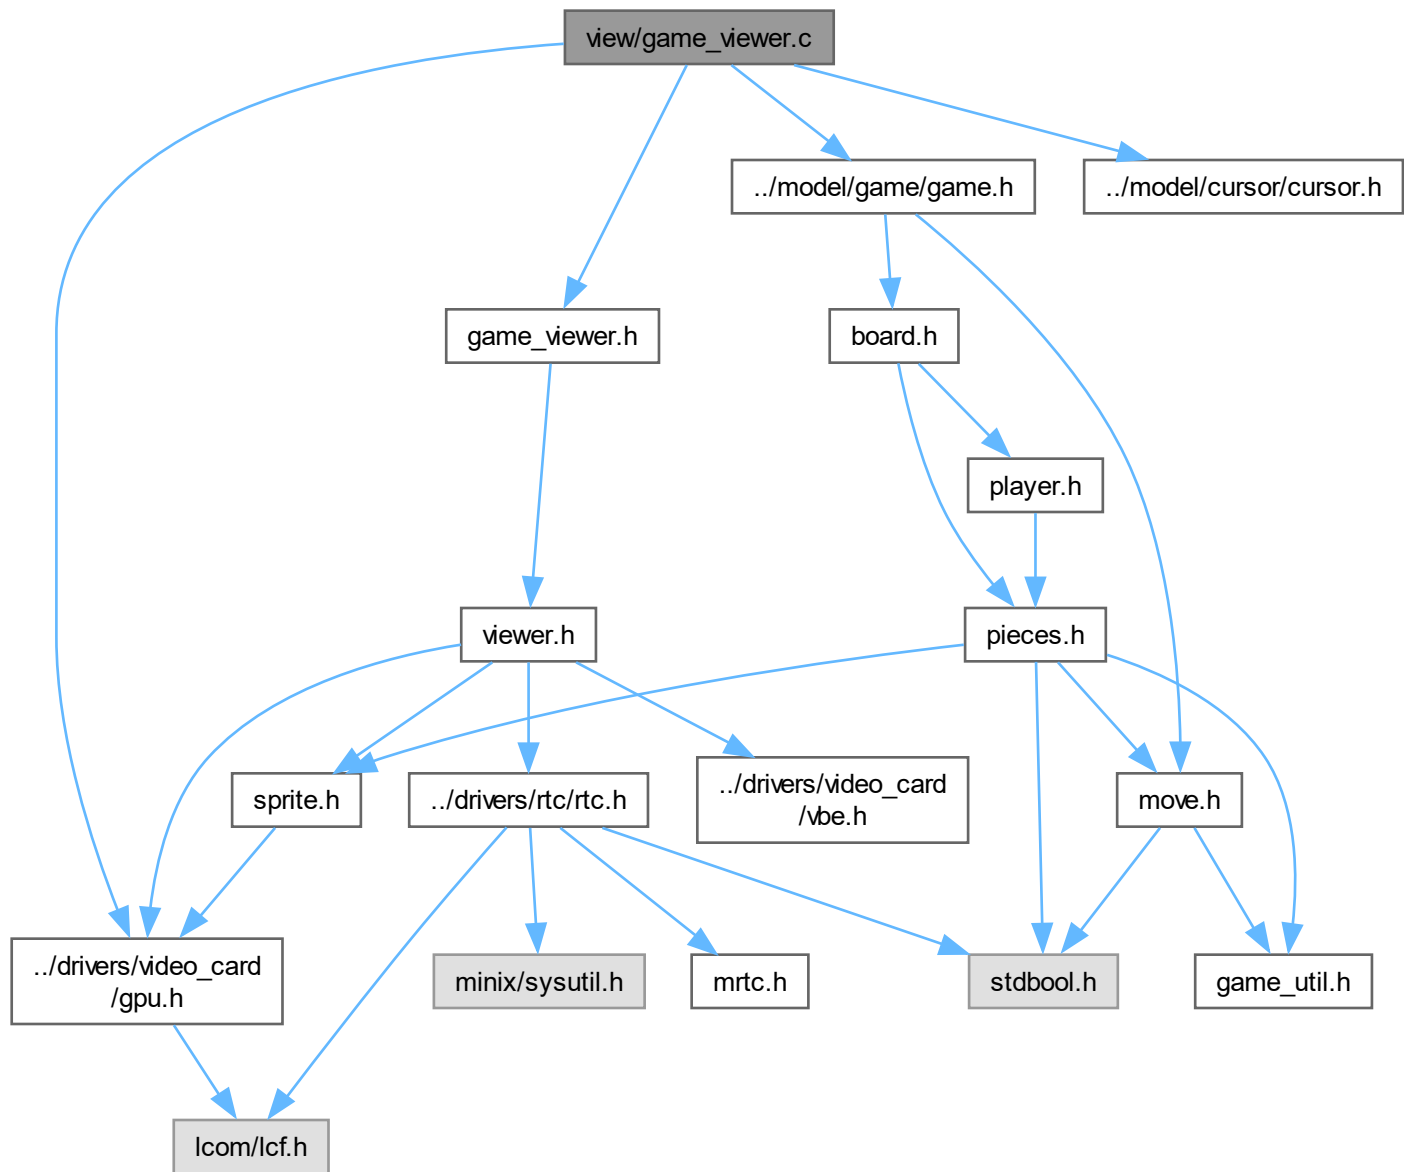 view/game_viewer.c
../model/game/game.h
../model/cursor/cursor.h
game_viewer.h
board.h
player.h
viewer.h
pieces.h
sprite.h
../drivers/rtc/rtc.h
../drivers/video_card
/vbe.h
move.h
../drivers/video_card
/gpu.h
minix/sysutil.h
mrtc.h
stdbool.h
game_util.h
lcom/lcf.h